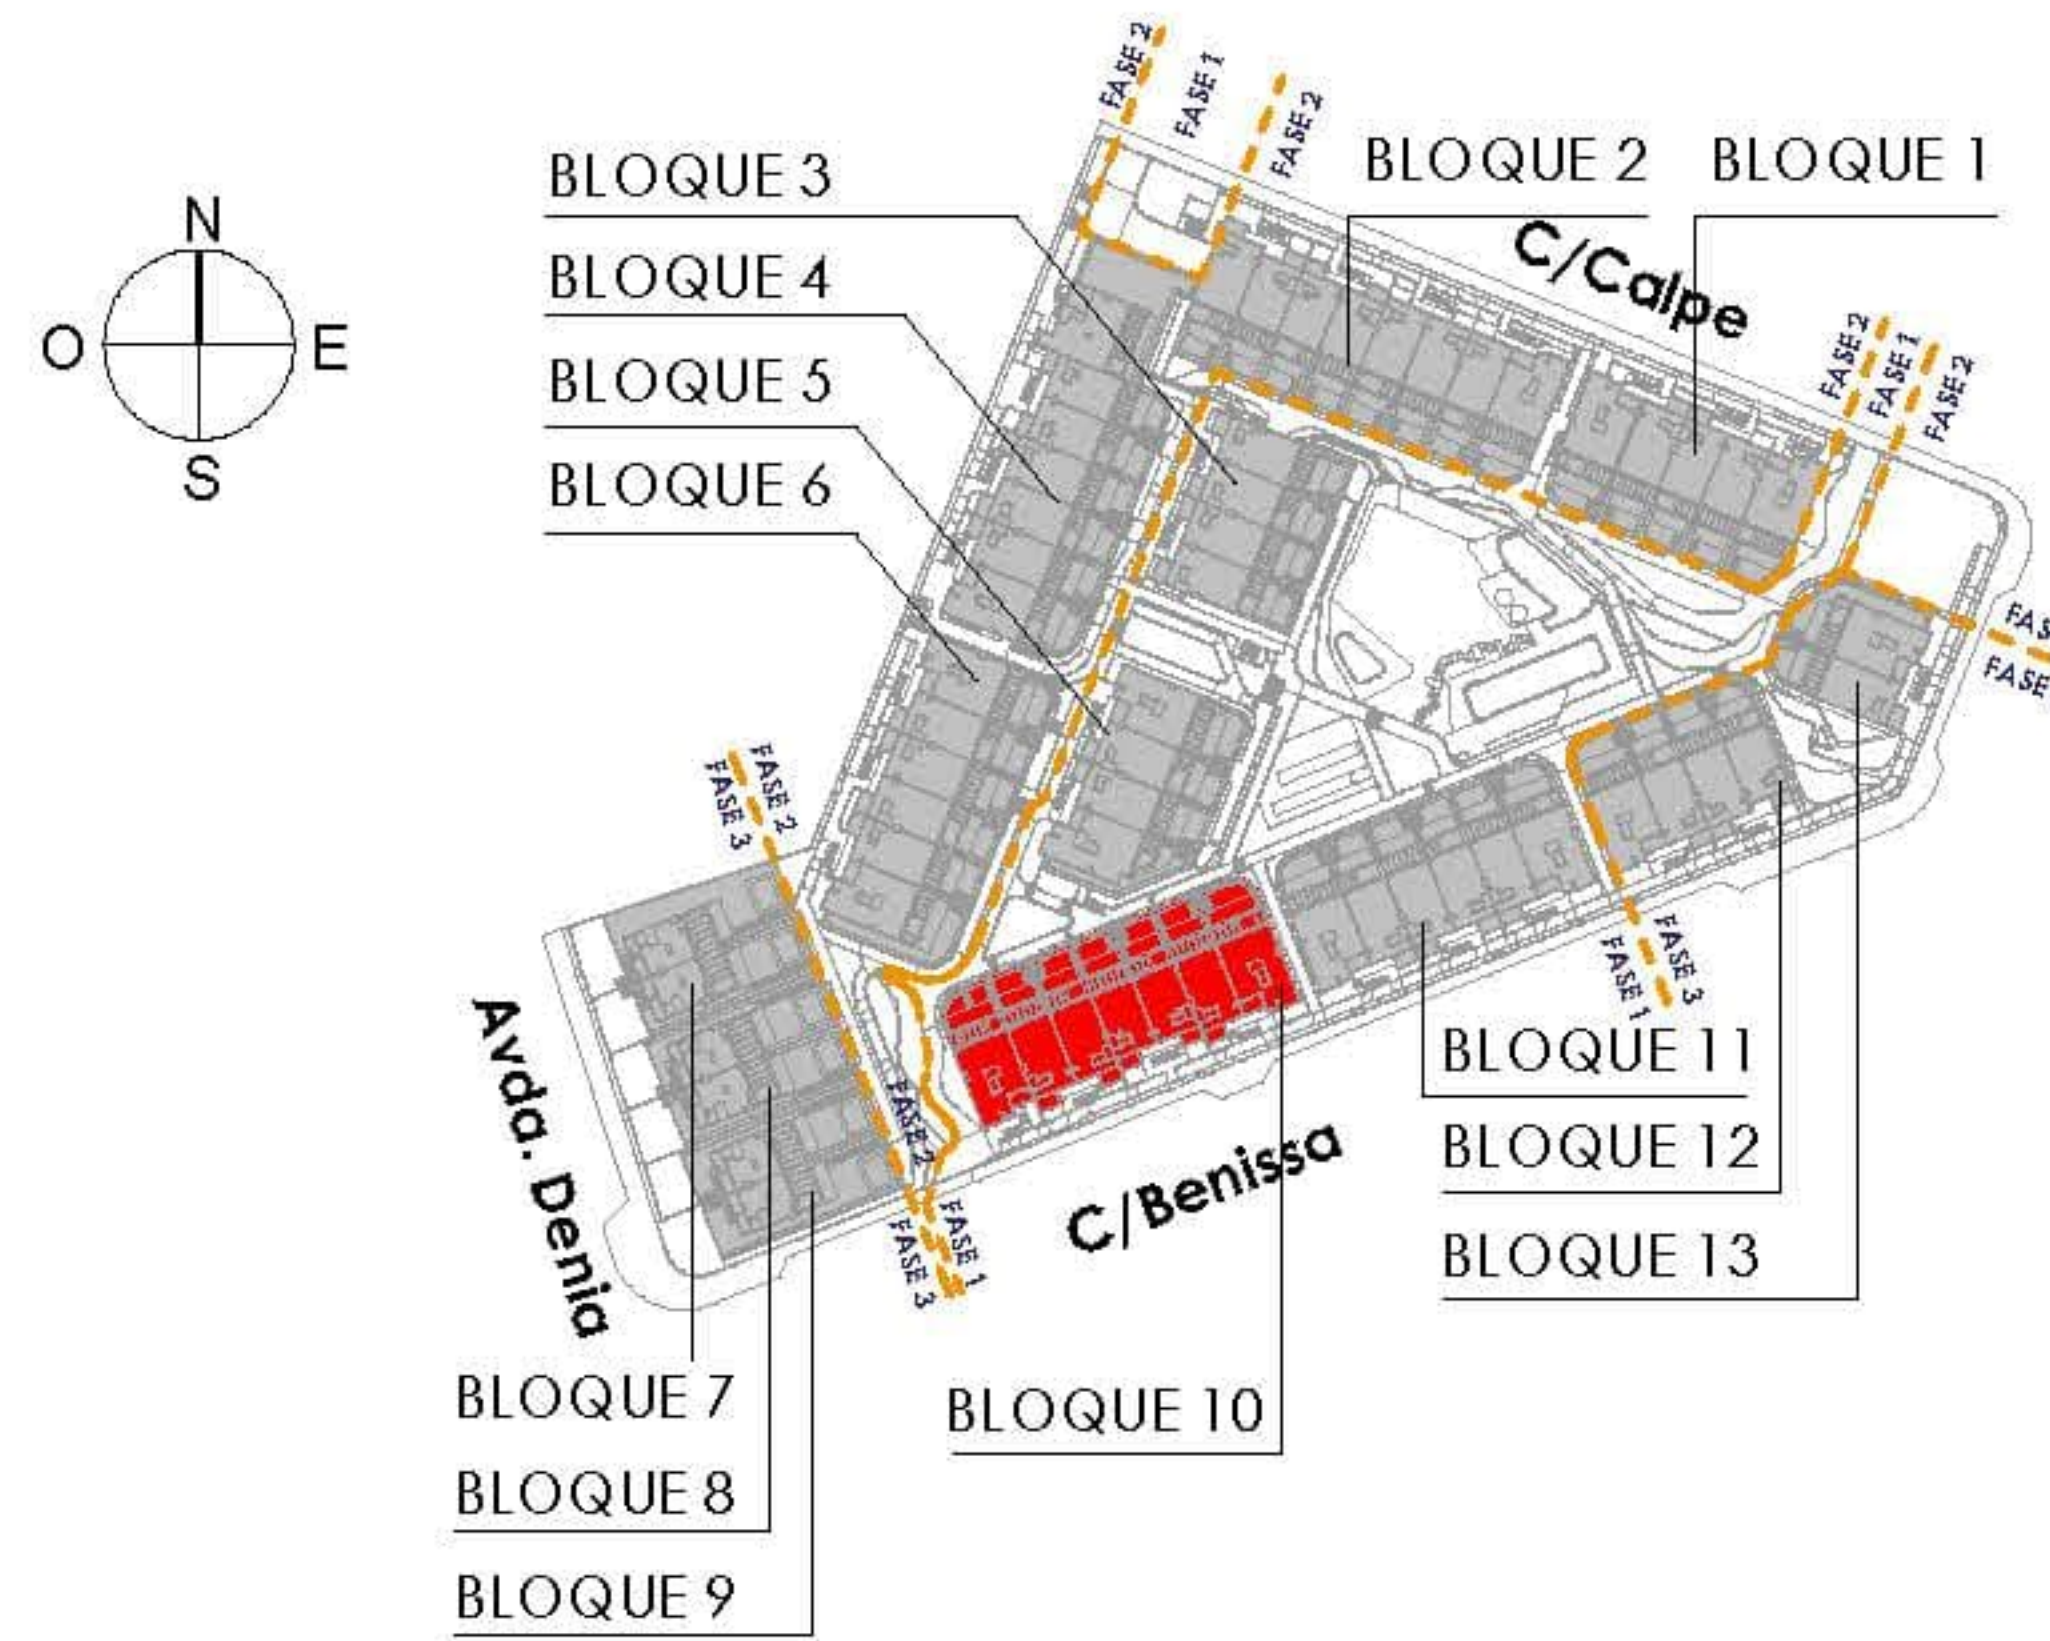 FASE 2
FASE 1
FASE 2
BLOQUE 3
BLOQUE 2
BLOQUE 1
N
C/Calpe
BLOQUE 4
O
E
FASE 2
FASE 1
FASE 2
BLOQUE 5
S
BLOQUE 6
FAS
FASE
FASE 2
FASE 3
FASE 3
FASE 1
Avda. Denia
BLOQUE 11
FASE 2
C/Benissa
BLOQUE 12
FASE 1
FASE 3
BLOQUE 13
BLOQUE 7
BLOQUE 10
BLOQUE 8
BLOQUE 9